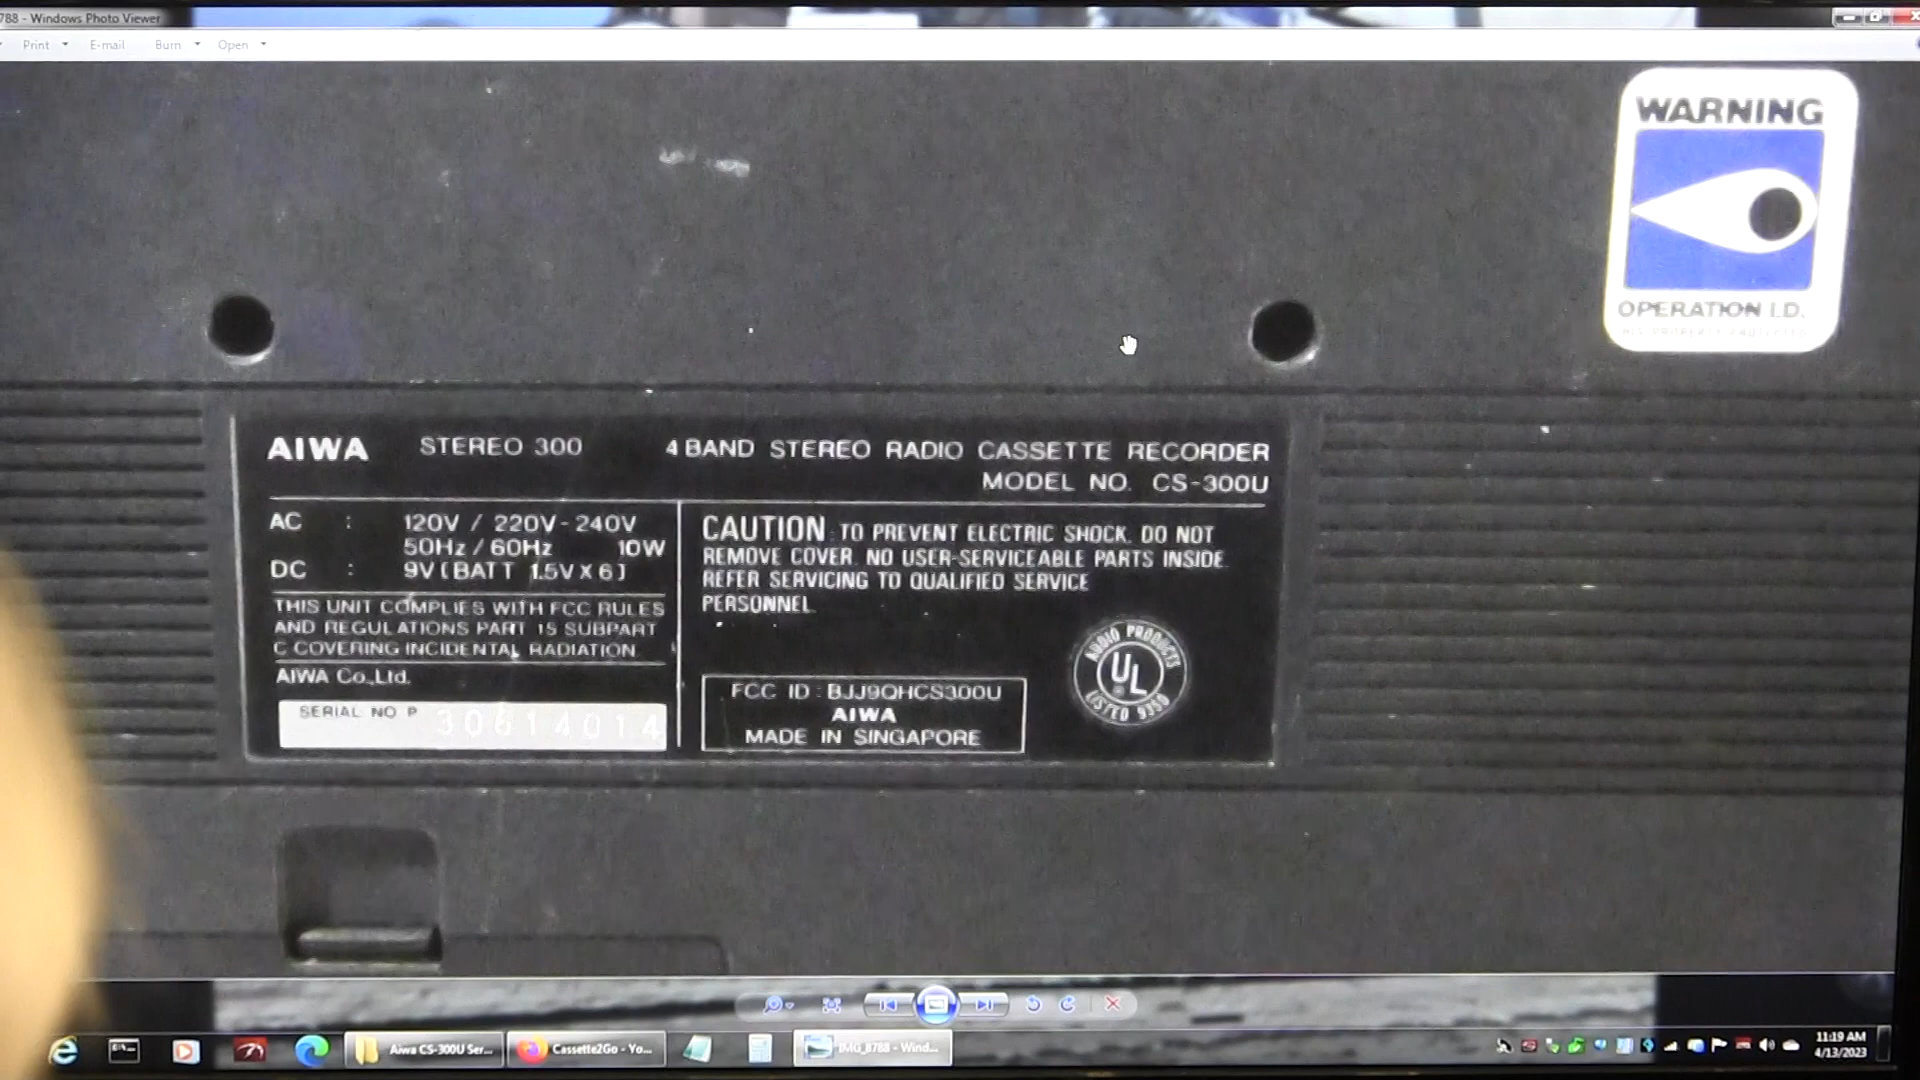 788 - Windows Photo Viewer
Print E-mail Burn Open
WARNING
OPERATION I.D.
AIWA STEREO 300 4 BAND STEREO RADIO CASSETTE RECORDER
MODEL NO. CS-300U
AC : 120V / 220V-240V
50Hz / 60Hz 10W
DC : 9V [BATT 1.5V X 6]
THIS UNIT COMPLIES WITH FCC RULES
AND REGULATIONS PART 15 SUBPART
C COVERING INCIDENTAL RADIATION
AIWA Co.,Ltd.
SERIAL NO P
CAUTION : TO PREVENT ELECTRIC SHOCK, DO NOT
REMOVE COVER. NO USER-SERVICEABLE PARTS INSIDE.
REFER SERVICING TO QUALIFIED SERVICE
PERSONNEL.
FCC ID : BJJ9QHCS300U
AIWA
MADE IN SINGAPORE
AUDIO PRODUCTS
UL
LISTED 93S0
Aiwa CS-300U Ser... Cassette2Go - Yo... IMG_8788 - Wind...
11:19 AM
4/13/2023